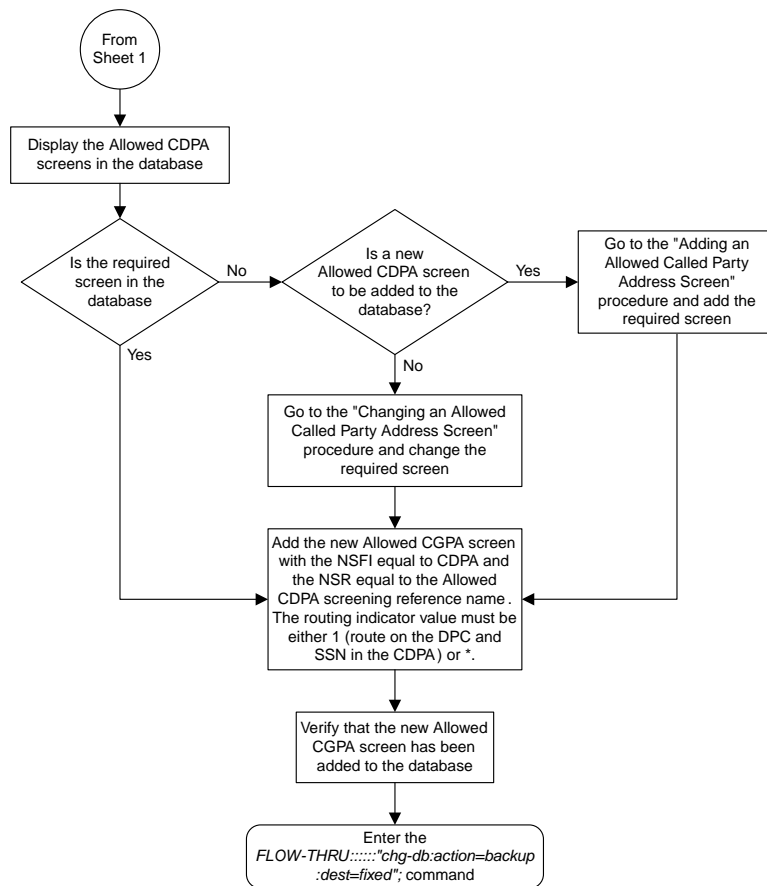 From
Sheet 1
Display the Allowed CDPA
screens in the database
Is the required
screen in the
database
No
Yes
Is a new
Allowed CDPA screen
to be added to the
database?
Yes
No
Go to the "Adding an
Allowed Called Party
Address Screen"
procedure and add the
required screen
Go to the "Changing an Allowed
Called Party Address Screen"
procedure and change the
required screen
Add the new Allowed CGPA screen
with the NSFI equal to CDPA and
the NSR equal to the Allowed
CDPA screening reference name .
The routing indicator value must be
either 1 (route on the DPC and
SSN in the CDPA ) or *.
Verify that the new Allowed
CGPA screen has been
added to the database
Enter the
FLOW-THRU::::::"chg-db:action=backup
:dest=fixed"; command